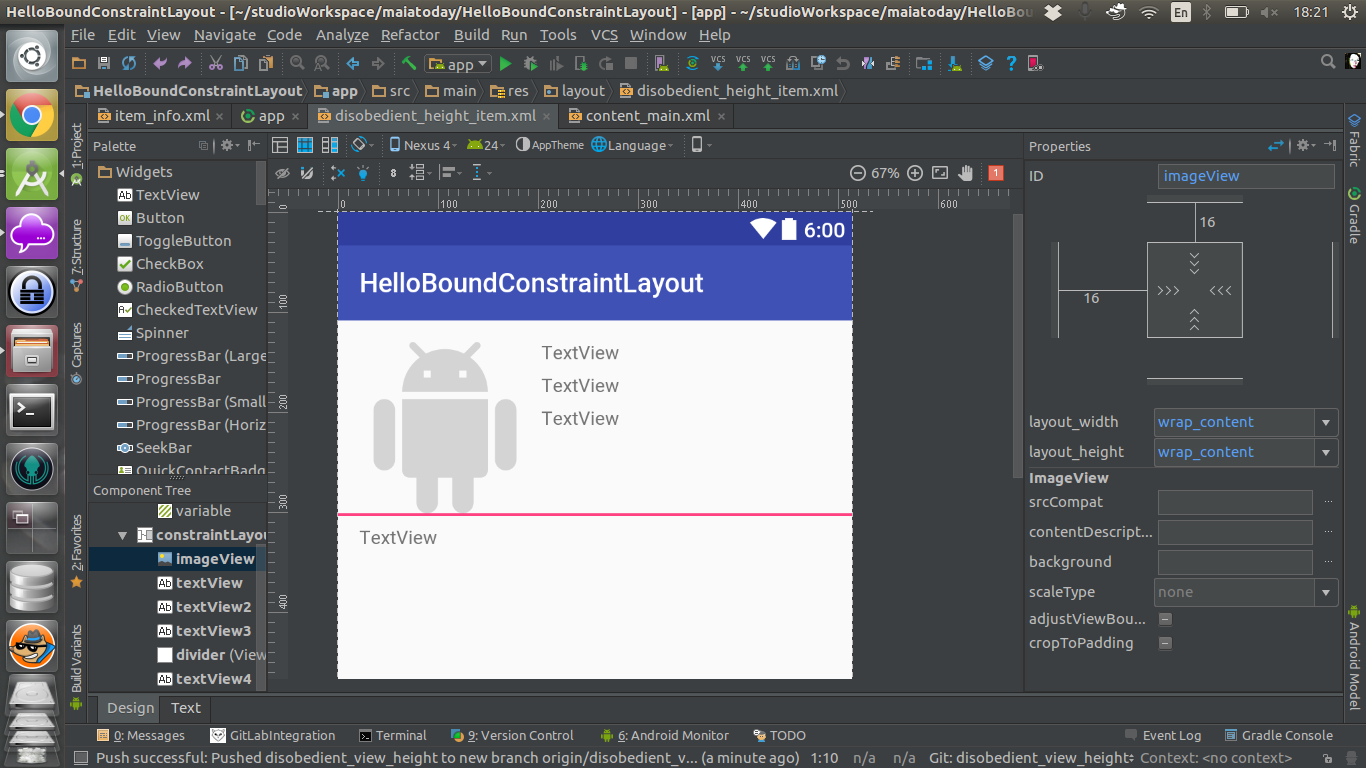 HelloBoundConstraintLayout - [~/studioWorkspace/maiatoday/HelloBoundConstraintLayout] - [app] - ~/studioWorkspace/maiatoday/HelloBoun
En
18:21
File Edit View Navigate Code Analyze Refactor Build Run Tools VCS Window Help
app
VCS VCS VCS
HelloBoundConstraintLayout app src main res layout disobedient_height_item.xml
item_info.xml app disobedient_height_item.xml content_main.xml
Palette
Nexus 4 24 AppTheme Language
Properties
Widgets
TextView
Button
ToggleButton
CheckBox
RadioButton
CheckedTextView
Spinner
ProgressBar (Large
ProgressBar
ProgressBar (Small
ProgressBar (Horiz
SeekBar
QuickContactBadg
Component Tree
variable
constraintLayou
imageView
textView
textView2
textView3
divider (View
textView4
1: Project
7: Structure
Captures
2: Favorites
Build Variants
8
67%
1
0 100 200 300 400 500 600
0
100
200
300
400
6:00
HelloBoundConstraintLayout
TextView
TextView
TextView
TextView
ID imageView
16
16
layout_width wrap_content
layout_height wrap_content
ImageView
srcCompat
contentDescript...
background
scaleType none
adjustViewBou...
cropToPadding
Fabric
Gradle
Android Model
Design Text
0: Messages GitLabIntegration Terminal 9: Version Control 6: Android Monitor TODO Event Log Gradle Console
Push successful: Pushed disobedient_view_height to new branch origin/disobedient_v... (a minute ago) 1:10 n/a n/a Git: disobedient_view_height Context: <no context>